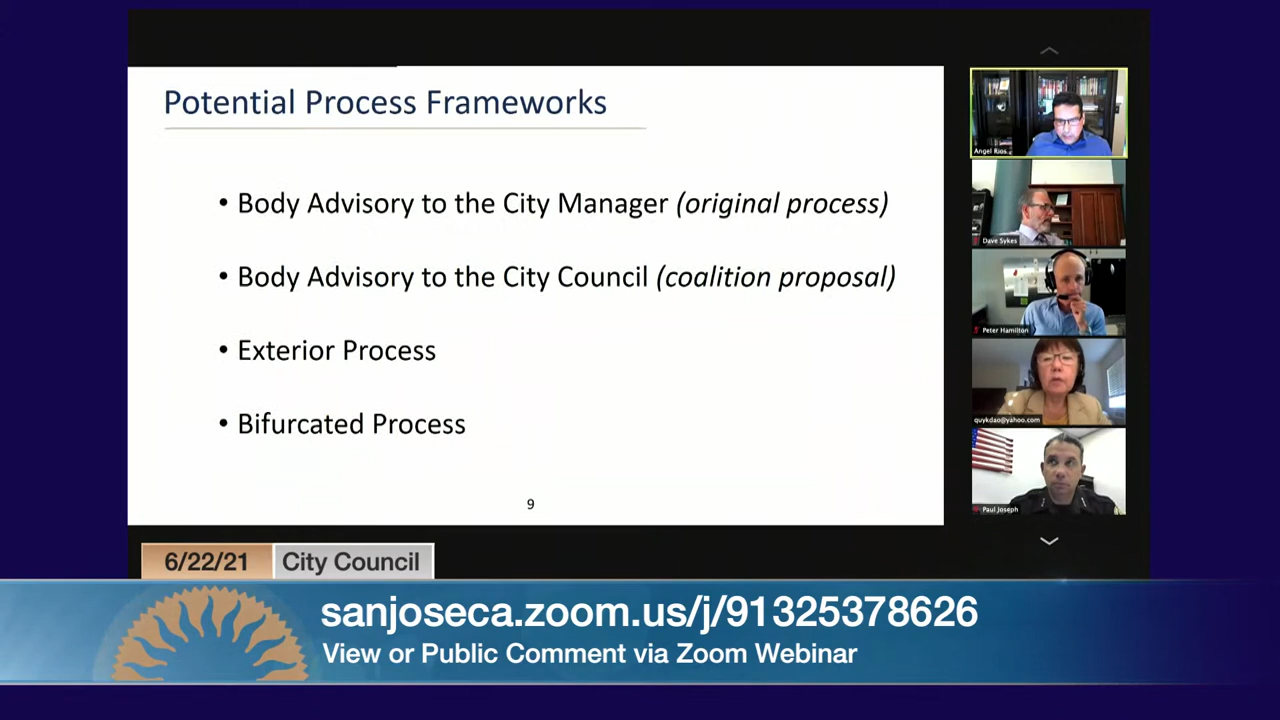 Potential Process Frameworks
• Body Advisory to the City Manager (original process)
• Body Advisory to the City Council (coalition proposal)
• Exterior Process
• Bifurcated Process
9
Angel Rios
Dave Sykes
Peter Hamilton
quykdao@yahoo.com
Paul Joseph
6/22/21
City Council
sanjoseca.zoom.us/j/91325378626
View or Public Comment via Zoom Webinar